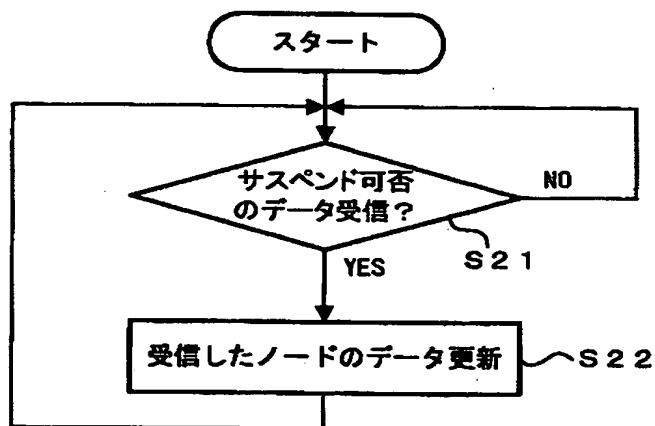 スタート
サスペンド可否
のデータ受信？
NO
S21
YES
受信したノードのデータ更新
S22